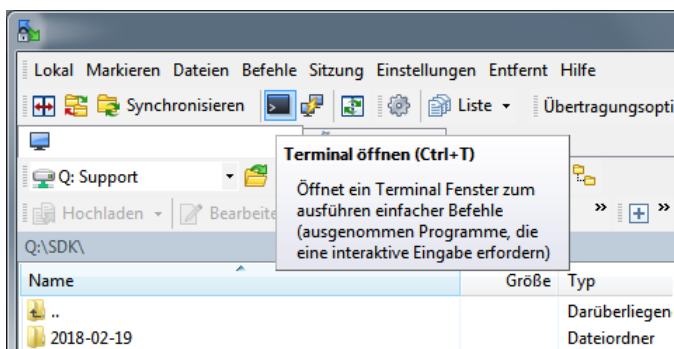 Lokal Markieren Dateien Befehle Sitzung Einstellungen Entfernt Hilfe
Synchronisieren Liste Übertragungsopti
Terminal öffnen (Ctrl+T)
Öffnet ein Terminal Fenster zum
ausführen einfacher Befehle
(ausgenommen Programme, die
eine interaktive Eingabe erfordern)
Q: Support
Hochladen Bearbeite
Q:\SDK\
Name Größe Typ
.. Darüberliegen
2018-02-19 Dateiordner